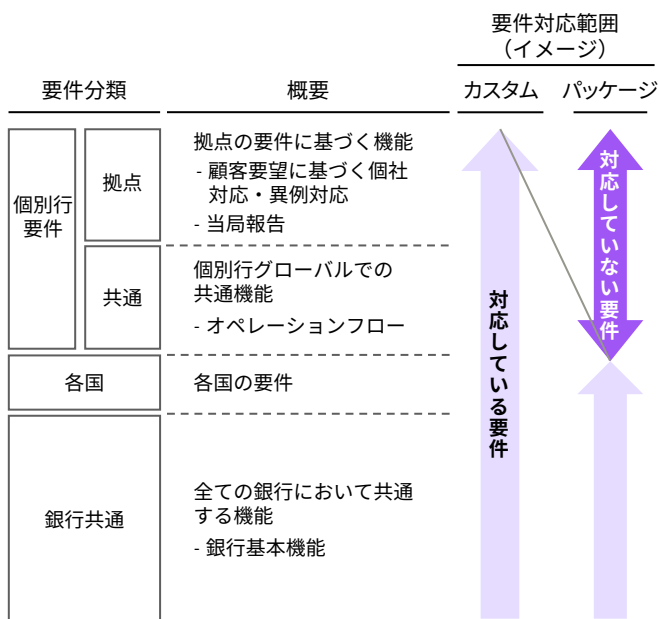 要件対応範囲
（イメージ）
要件分類
概要
カスタム
パッケージ
個別行
要件
拠点
拠点の要件に基づく機能
- 顧客要望に基づく個社
対応・異例対応
- 当局報告
共通
個別行グローバルでの
共通機能
- オペレーションフロー
各国
各国の要件
銀行共通
全ての銀行において共通
する機能
- 銀行基本機能
対応している要件
対応していない要件